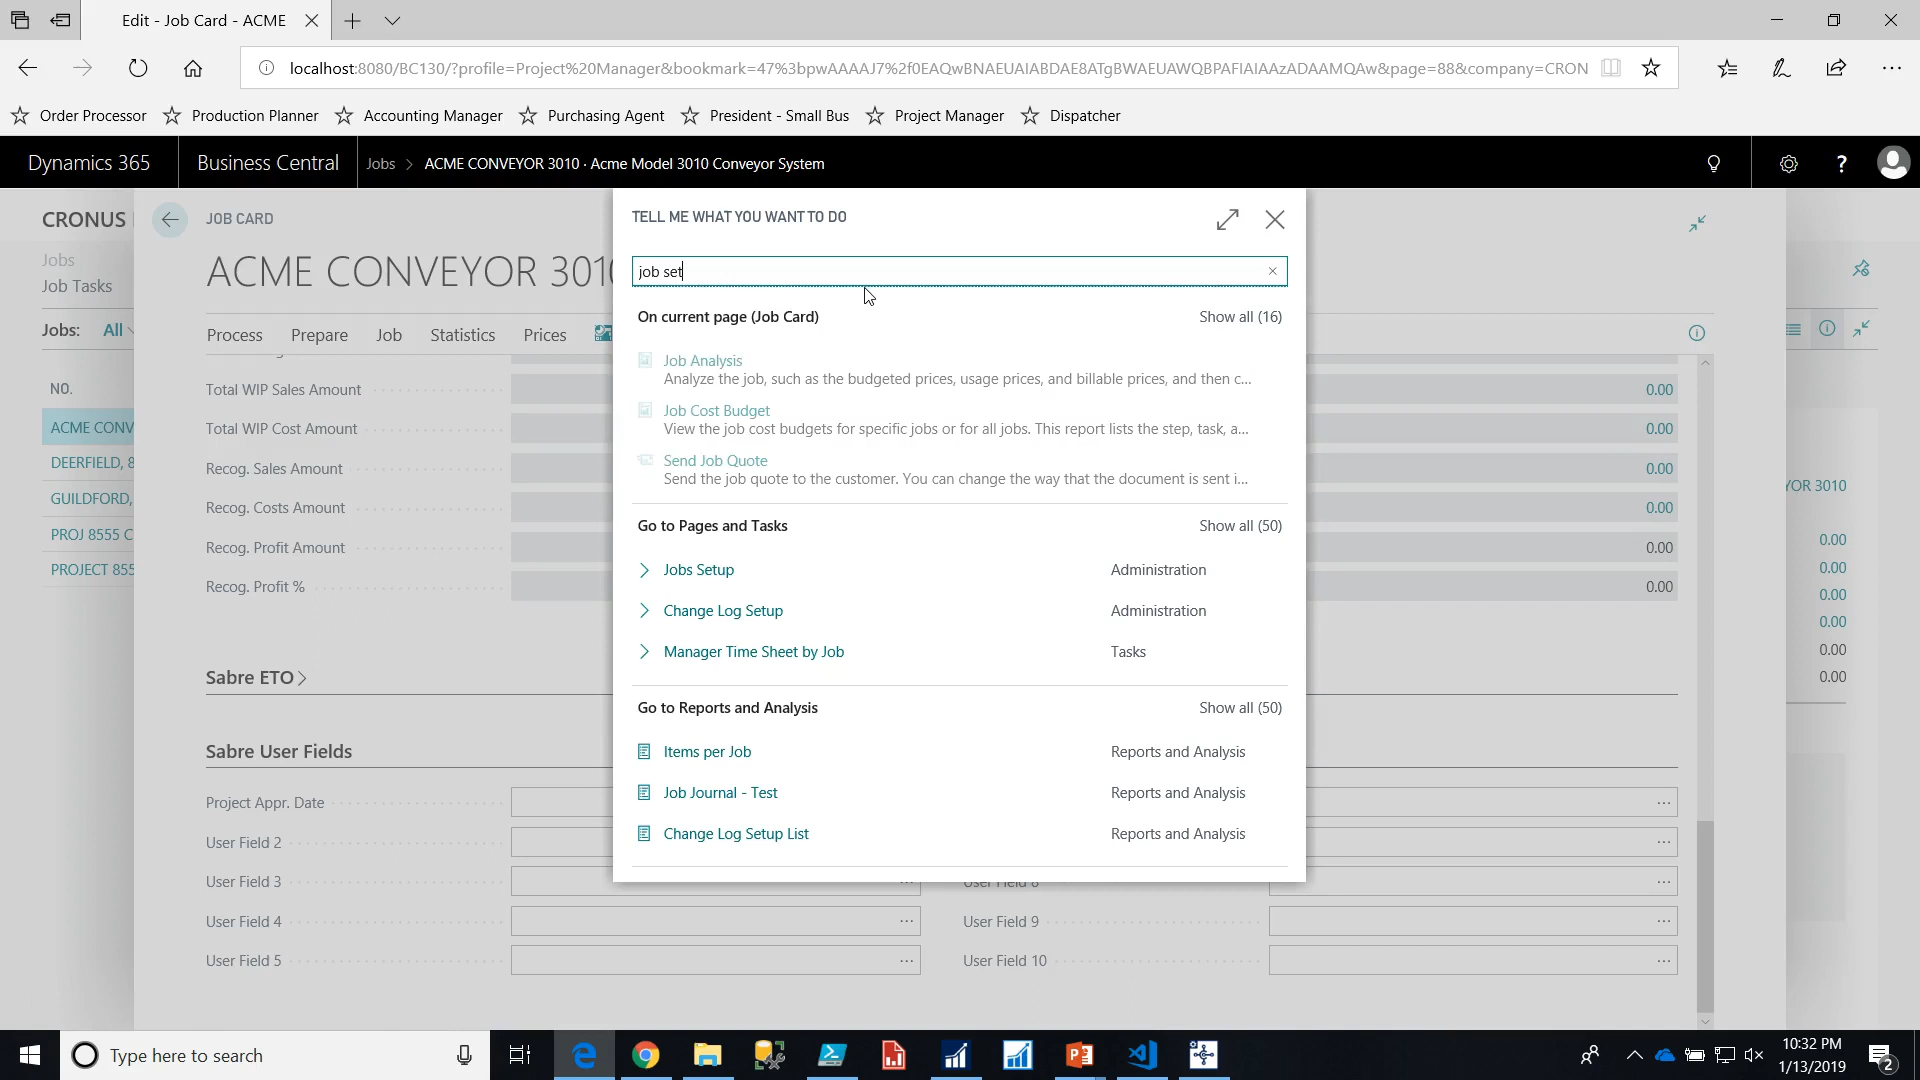 Edit - Job Card - ACME
localhost:8080/BC130/?profile=Project%20Manager&bookmark=47%3bpwAAAAJ7%2f0EAQwBNAEUAIABDAE8ATgBWAEUAWQBPAFIAIAAzADAAMQAw&page=88&company=CRON
Order Processor
Production Planner
Accounting Manager
Purchasing Agent
President - Small Bus
Project Manager
Dispatcher
Dynamics 365
Business Central
Jobs > ACME CONVEYOR 3010 · Acme Model 3010 Conveyor System
?
CRONUS
JOB CARD
Jobs
Job Tasks
ACME CONVEYOR 301
Jobs: All
Process
Prepare
Job
Statistics
Prices
NO.
ACME CONV
DEERFIELD, 8
GUILDFORD,
PROJ 8555 C
PROJECT 855
Total WIP Sales Amount
0.00
Total WIP Cost Amount
0.00
Recog. Sales Amount
0.00
Recog. Costs Amount
0.00
Recog. Profit Amount
0.00
Recog. Profit %
0.00
Sabre ETO >
Sabre User Fields
Project Appr. Date
User Field 2
User Field 3
User Field 8
User Field 4
User Field 9
User Field 5
User Field 10
YOR 3010
0.00
0.00
0.00
0.00
0.00
0.00
TELL ME WHAT YOU WANT TO DO
job set
On current page (Job Card)
Show all (16)
Job Analysis
Analyze the job, such as the budgeted prices, usage prices, and billable prices, and then c...
Job Cost Budget
View the job cost budgets for specific jobs or for all jobs. This report lists the step, task, a...
Send Job Quote
Send the job quote to the customer. You can change the way that the document is sent i...
Go to Pages and Tasks
Show all (50)
Jobs Setup
Administration
Change Log Setup
Administration
Manager Time Sheet by Job
Tasks
Go to Reports and Analysis
Show all (50)
Items per Job
Reports and Analysis
Job Journal - Test
Reports and Analysis
Change Log Setup List
Reports and Analysis
Type here to search
10:32 PM
1/13/2019
2